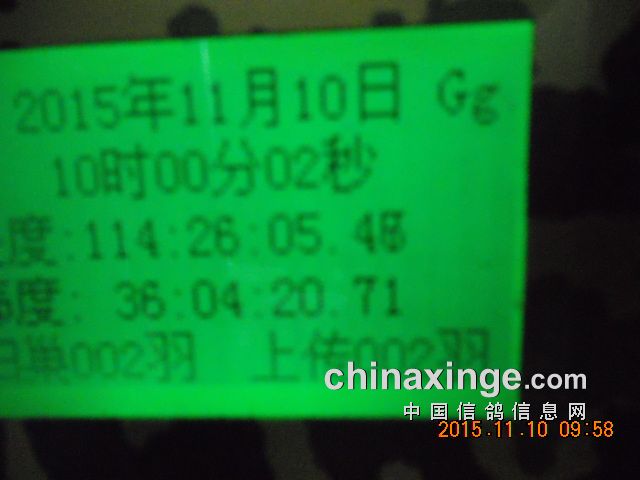 2015年11月10日 Gg
10时00分02秒
度:114:26:05.48
度: 36:04:20.71
单002羽 上传002羽
chinaxinge.com
中国信鸽信息网
2015.11.10 09:58